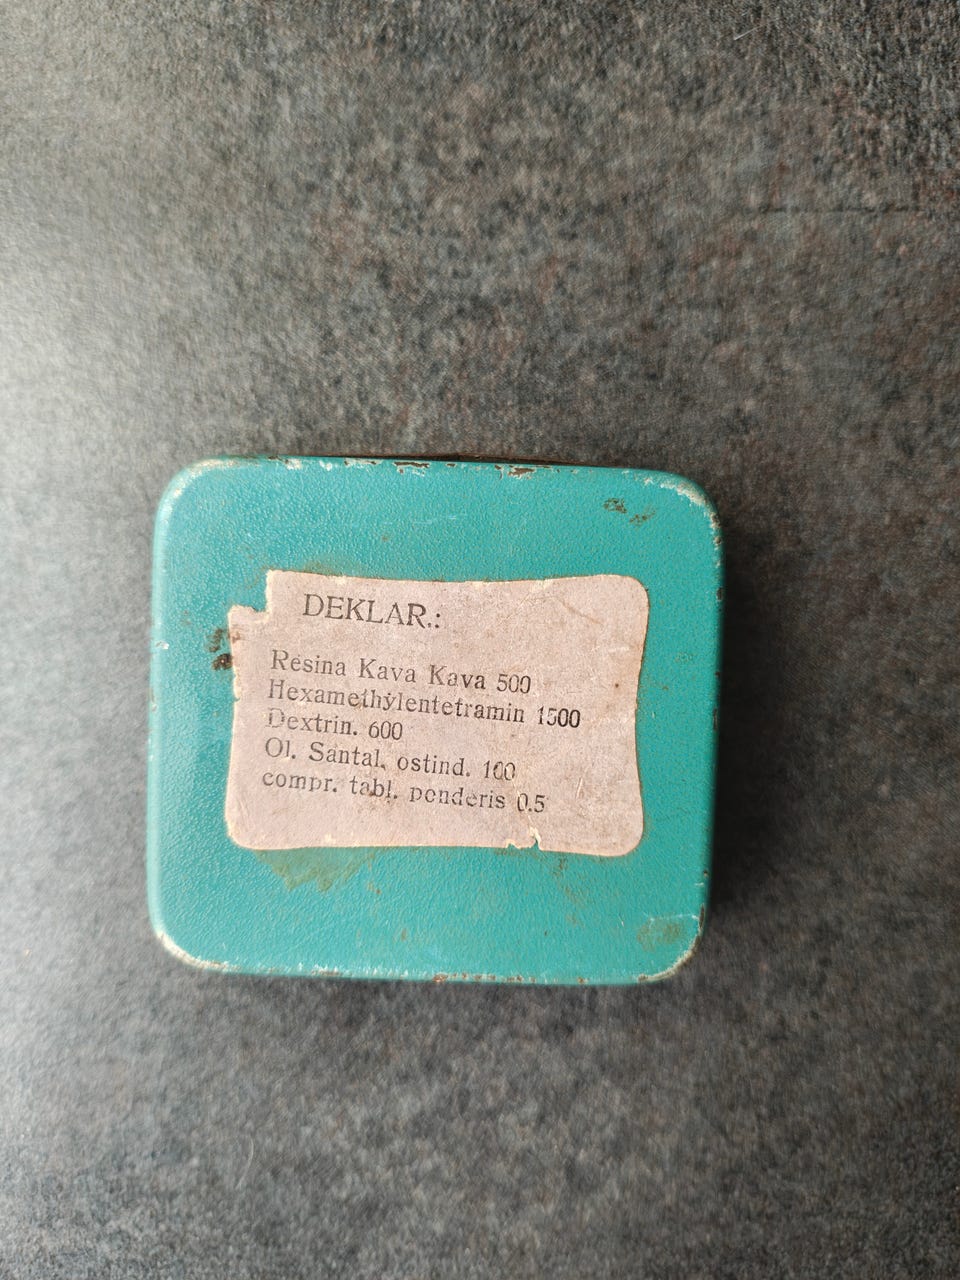 DEKLAR.:
Resina Kava Kava 500
Hexamethylentetramin 1500
Dextrin. 600
Ol. Santal. ostind. 100
compr. tabl. ponderis 0.5